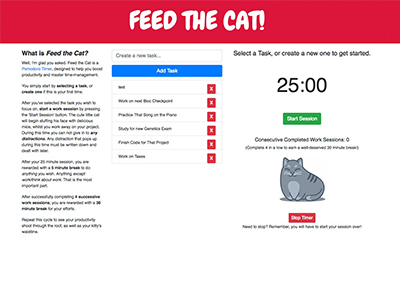 FEED THE CAT!
What is Feed the Cat?
Well, I'm glad you asked. Feed the Cat is a
Pomodoro Timer, designed to help you boost
productivity and master time-management.
You simply start by selecting a task, or
create one if this is your first time.
After you've selected the task you wish to
focus on, start a work session by pressing
the 'Start Session' button. The cute little cat
will begin stuffing his face with delicious
mice, whilst you work away on your project.
During this time you can not give in to any
distractions. Any distraction that pops up
during this time must be written down and
dealt with later.
After your 25 minute session, you are
rewarded with a 5 minute break to do
anything you wish. Anything except
work/think about work. That is the most
important part.
After successfully completing 4 successive
work sessions, you are rewarded with a 30
minute break for your efforts.
Repeat this cycle to see your productivity
shoot through the roof, as well as your kitty's
waistline.
Create a new task...
Add Task
test X
Work on next Bloc Checkpoint X
Practice That Song on the Piano X
Study for new Genetics Exam X
Finish Code for That Project X
Work on Taxes X
Select a Task, or create a new one to get started.
25:00
Start Session
Consecutive Completed Work Sessions: 0
(Complete 4 in a row to earn a well-deserved 30 minute break!)
Stop Timer
Need to stop? Remember, you will have to start your session over!